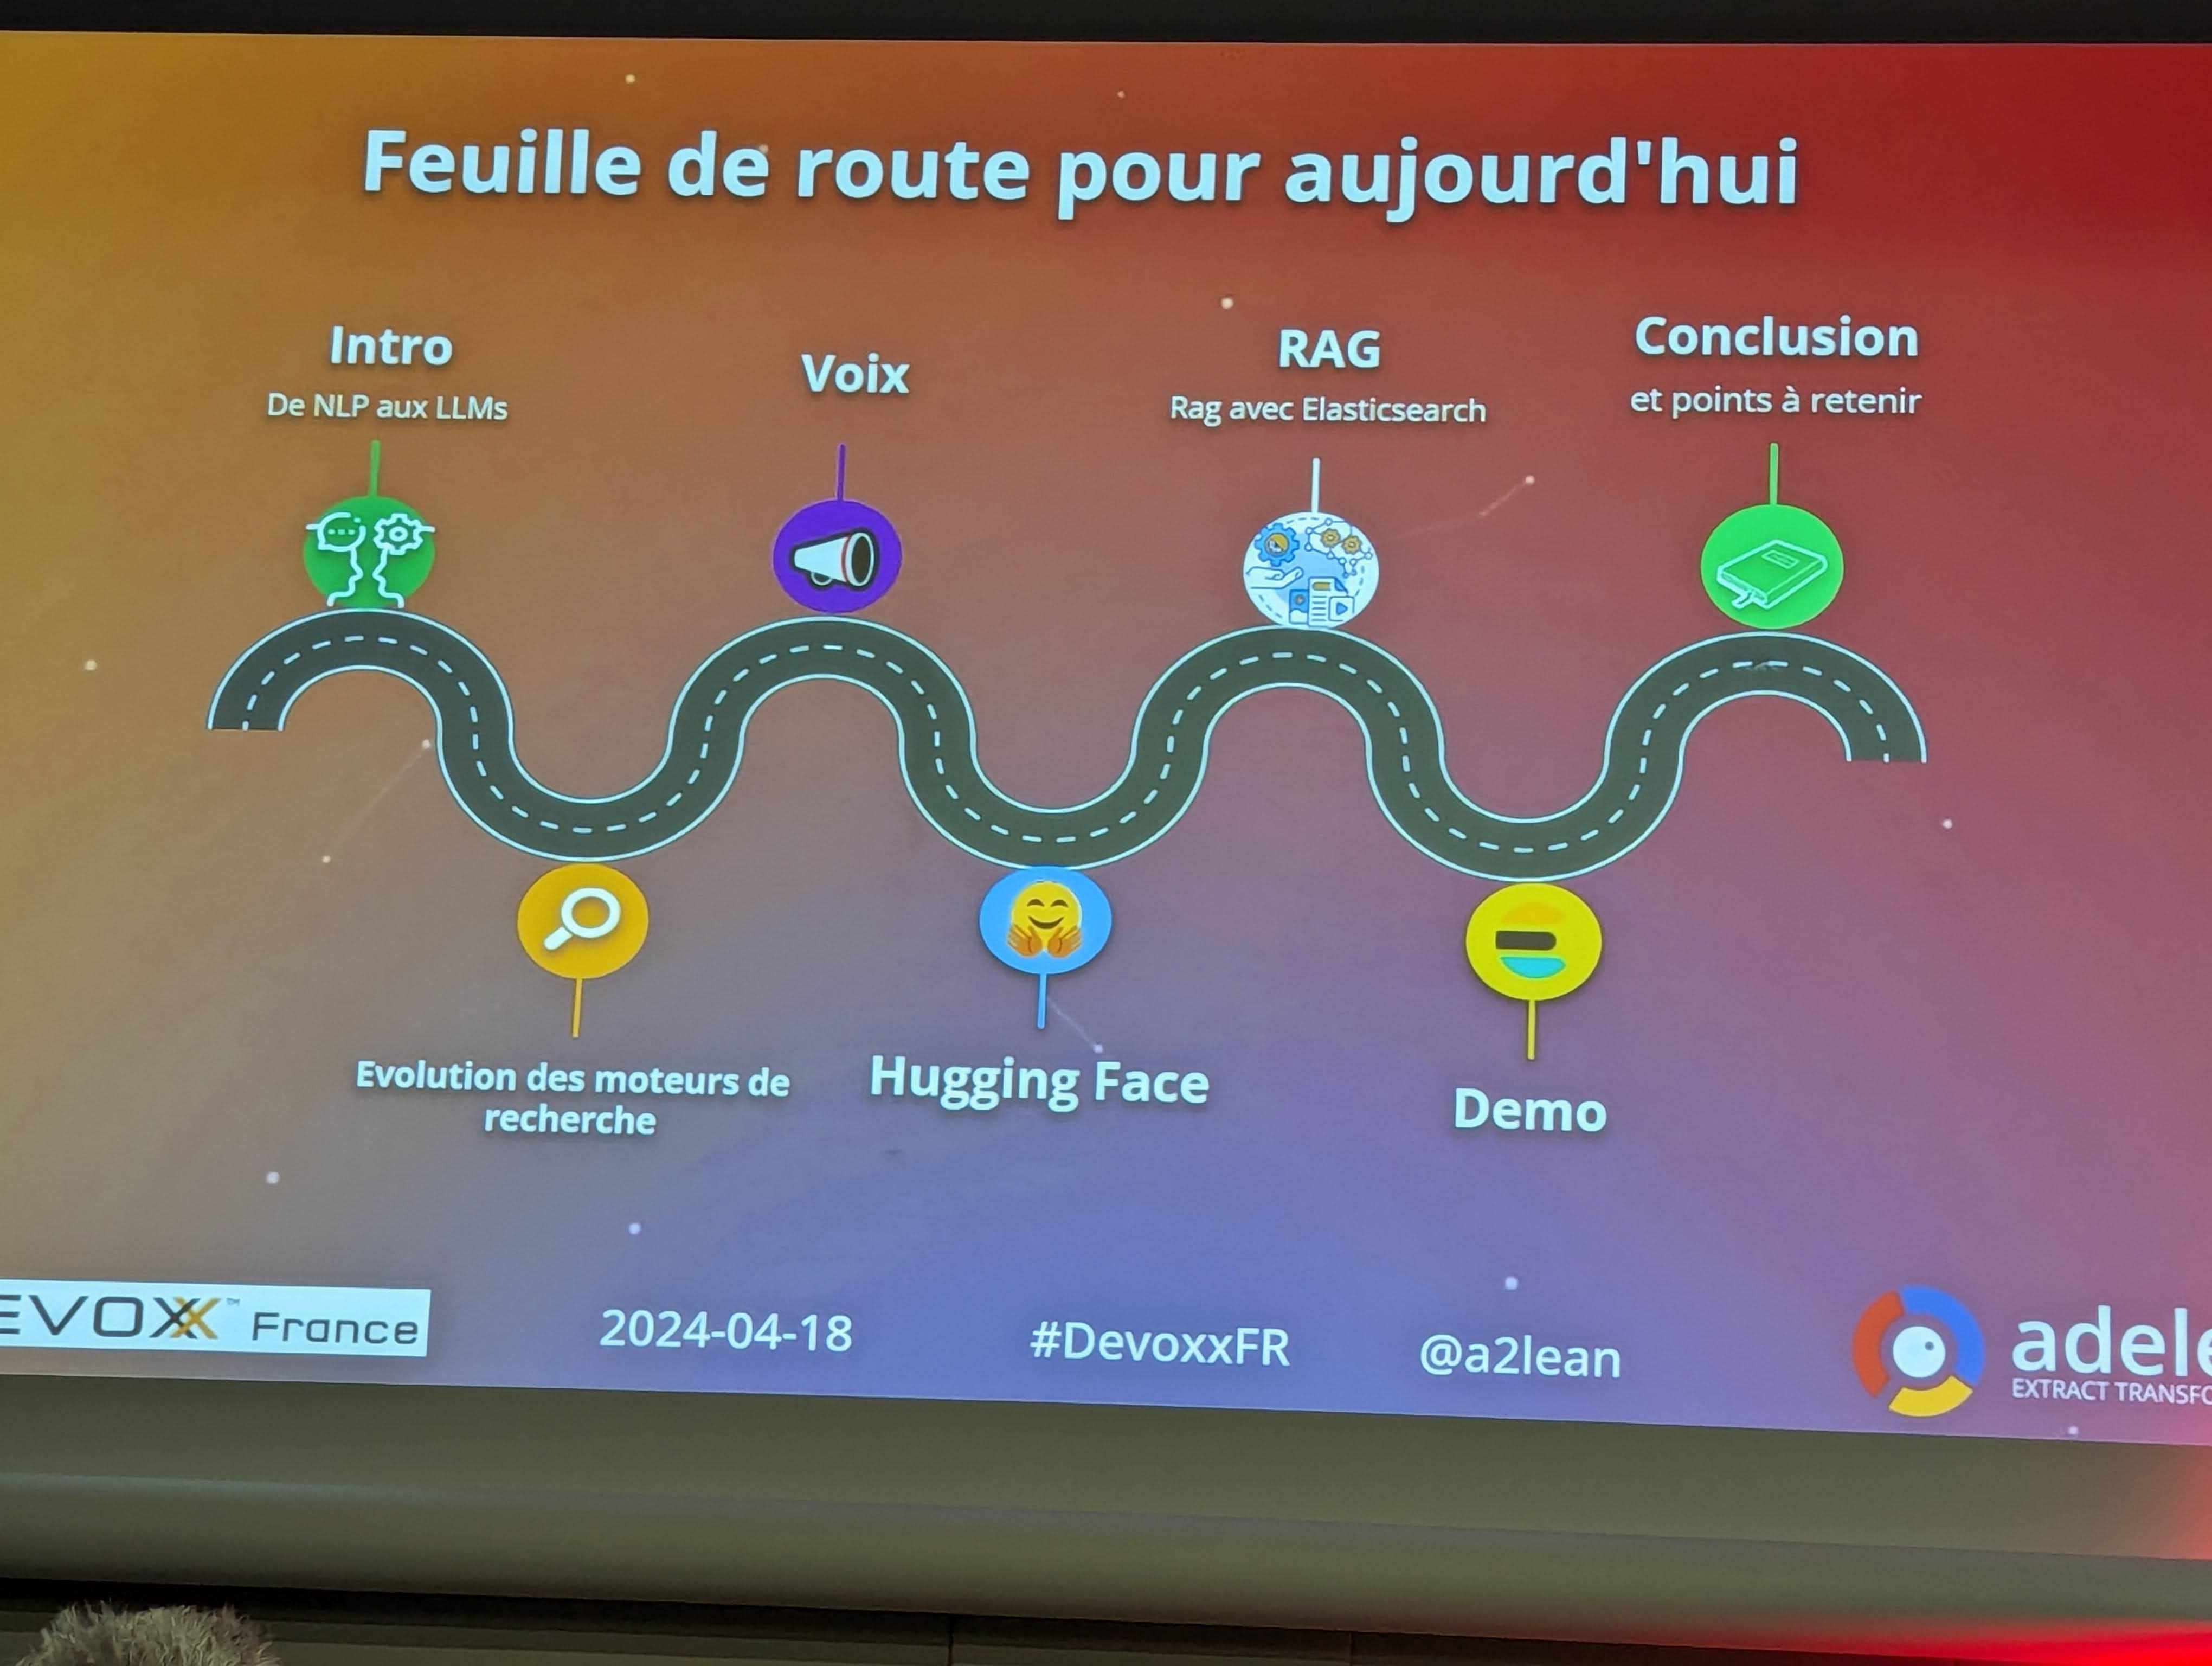 Feuille de route pour aujourd'hui
Intro
De NLP aux LLMs
Evolution des moteurs de
recherche
Voix
Hugging Face
RAG
Rag avec Elasticsearch
Demo
Conclusion
et points à retenir
EVOXX™ France
2024-04-18
#DevoxxFR
@a2lean
adele
EXTRACT TRANSFO